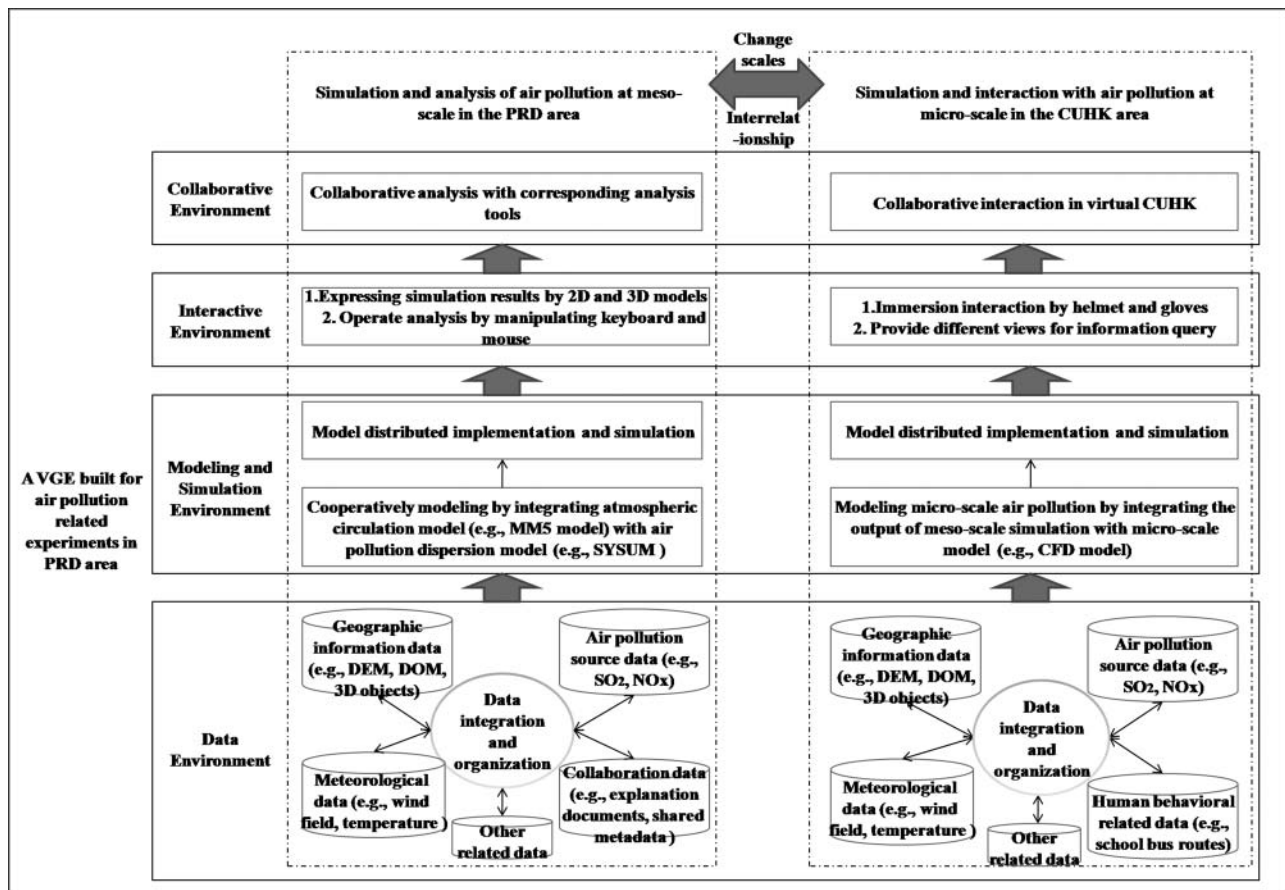 Change
scales
Simulation and analysis of air pollution at meso-
scale in the PRD area
Interrelat
-ionship
Simulation and interaction with air pollution at
micro-scale in the CUHK area
Collaborative
Environment
Collaborative analysis with corresponding analysis
tools
Collaborative interaction in virtual CUHK
Interactive
Environment
1.Expressing simulation results by 2D and 3D models
2. Operate analysis by manipulating keyboard and
mouse
1.Immersion interaction by helmet and gloves
2. Provide different views for information query
A VGE built for
air pollution
related
experiments in
PRD area
Modeling and
Simulation
Environment
Model distributed implementation and simulation
Cooperatively modeling by integrating atmospheric
circulation model (e.g., MM5 model) with air
pollution dispersion model (e.g., SYSUM )
Model distributed implementation and simulation
Modeling micro-scale air pollution by integrating the
output of meso-scale simulation with micro-scale
model (e.g., CFD model)
Data
Environment
Geographic
information data
(e.g., DEM, DOM,
3D objects)
Air pollution
source data (e.g.,
SO2, NOx)
Data
integration
and
organization
Meteorological
data (e.g., wind
field, temperature )
Other
related data
Collaboration data
(e.g., explanation
documents, shared
metadata )
Geographic
information data
(e.g., DEM, DOM,
3D objects)
Air pollution
source data (e.g.,
SO2, NOx)
Data
integration
and
organization
Meteorological
data (e.g., wind
field, temperature )
Other
related data
Human behavioral
related data (e.g.,
school bus routes)